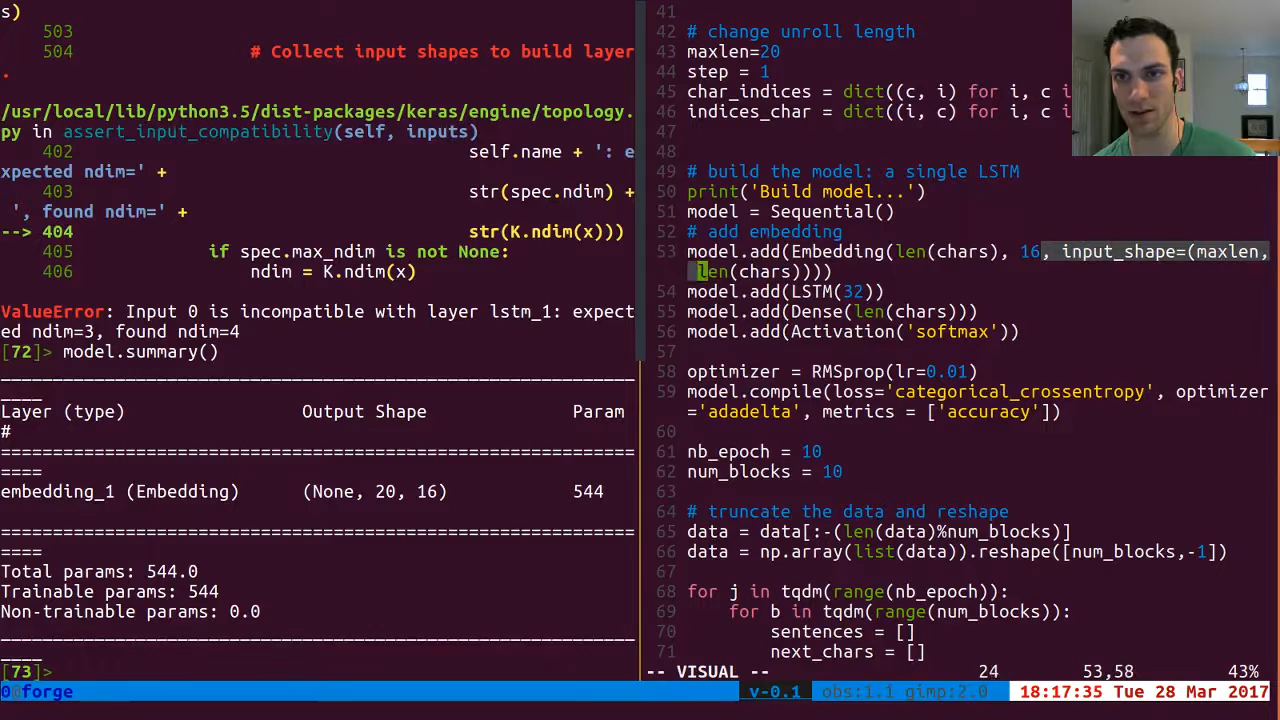 s)
503
504                 # Collect input shapes to build layer
.
/usr/local/lib/python3.5/dist-packages/keras/engine/topology.
py in assert_input_compatibility(self, inputs)
402                                      self.name + ': e
xpected ndim=' +
403                                      str(spec.ndim) +
', found ndim=' +
--> 404                                      str(K.ndim(x)))
405             if spec.max_ndim is not None:
406                 ndim = K.ndim(x)
ValueError: Input 0 is incompatible with layer lstm_1: expect
ed ndim=3, found ndim=4
[72]> model.summary()
_____________________________________________________________
____
Layer (type)                 Output Shape              Param
#
=============================================================
====
embedding_1 (Embedding)      (None, 20, 16)            544
=============================================================
====
Total params: 544.0
Trainable params: 544
Non-trainable params: 0.0
_____________________________________________________________
____
[73]>
41
42 # change unroll length
43 maxlen=20
44 step = 1
45 char_indices = dict((c, i) for i, c i
46 indices_char = dict((i, c) for i, c i
47
48
49 # build the model: a single LSTM
50 print('Build model...')
51 model = Sequential()
52 # add embedding
53 model.add(Embedding(len(chars), 16, input_shape=(maxlen,
len(chars))))
54 model.add(LSTM(32))
55 model.add(Dense(len(chars)))
56 model.add(Activation('softmax'))
57
58 optimizer = RMSprop(lr=0.01)
59 model.compile(loss='categorical_crossentropy', optimizer
='adadelta', metrics = ['accuracy'])
60
61 nb_epoch = 10
62 num_blocks = 10
63
64 # truncate the data and reshape
65 data = data[:-(len(data)%num_blocks)]
66 data = np.array(list(data)).reshape([num_blocks,-1])
67
68 for j in tqdm(range(nb_epoch)):
69     for b in tqdm(range(num_blocks)):
70         sentences = []
71         next_chars = []
-- VISUAL --                    24        53,58         43%
0@forge v-0.1 obs:1.1 gimp:2.0 18:17:35 Tue 28 Mar 2017